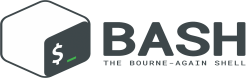 $_
BASH
THE BOURNE-AGAIN SHELL